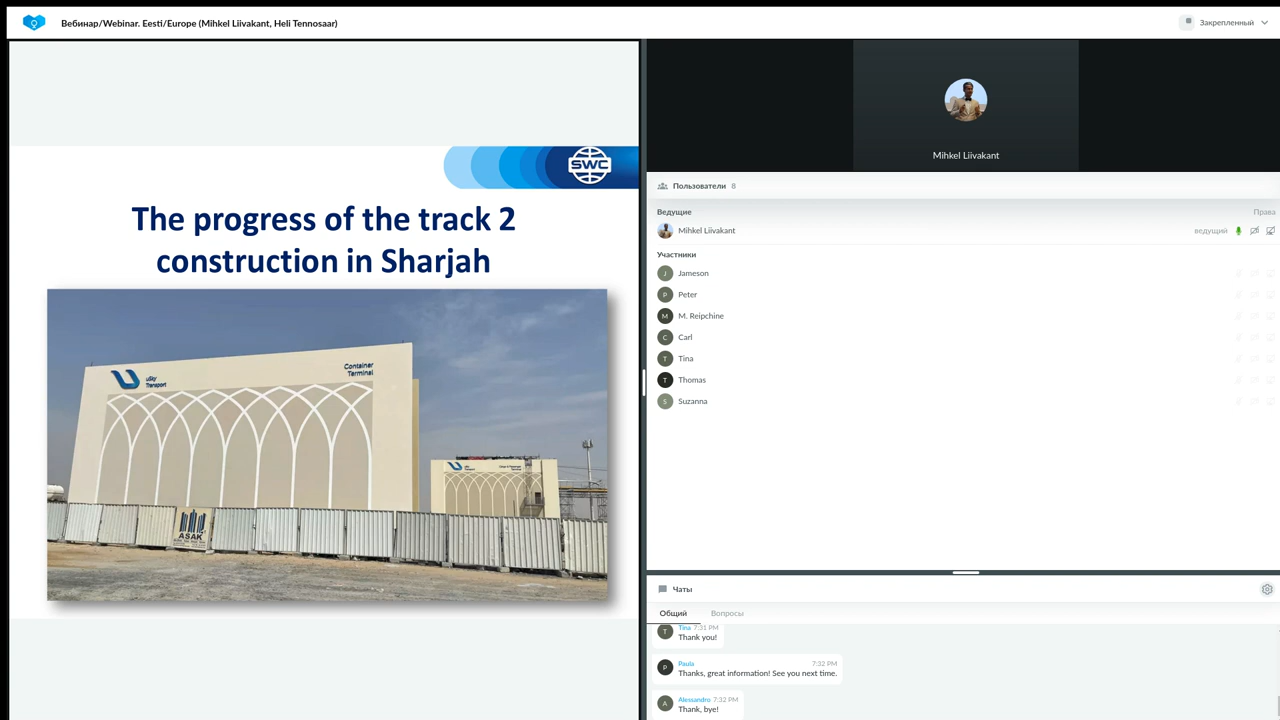 Вебинар/Webinar. Eesti/Europe (Mihkel Liivakant, Heli Tennosaar)
Закрепленный
SWC
The progress of the track 2
construction in Sharjah
uSky
Transport
Container
Terminal
uSky
Transport
ASAK
Mihkel Liivakant
Пользователи 8
Ведущие
Права
Mihkel Liivakant
ведущий
Участники
J Jameson
P Peter
M M. Reipchine
C Carl
T Tina
T Thomas
S Suzanna
Чаты
Общий
Вопросы
T Tina 7:31 PM
Thank you!
P Paula 7:32 PM
Thanks, great information! See you next time.
A Alessandro 7:32 PM
Thank, bye!